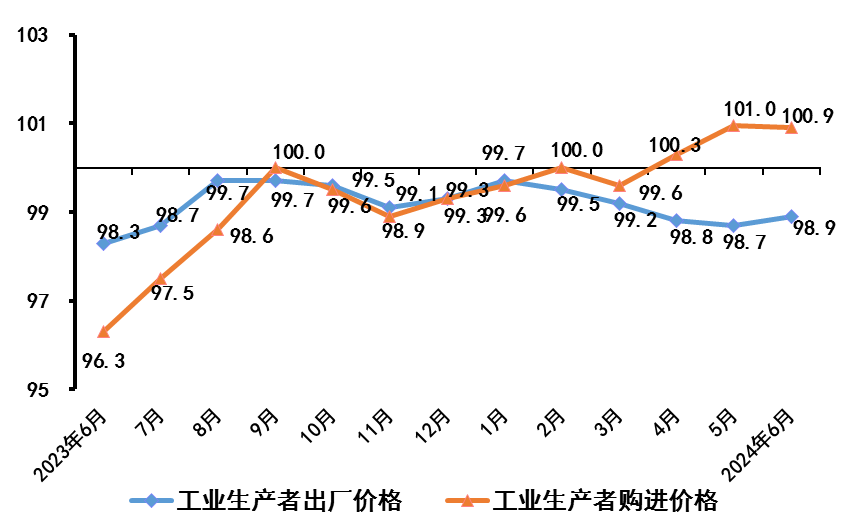 103
101
99
97
95
98.3
98.7
99.7
99.7
99.6
99.1
99.3
99.7
99.5
99.2
98.8
98.7
98.9
96.3
97.5
98.6
100.0
99.5
98.9
99.3
99.6
100.0
99.6
100.3
101.0
100.9
2023年6月
7月
8月
9月
10月
11月
12月
1月
2月
3月
4月
5月
2024年6月
工业生产者出厂价格
工业生产者购进价格